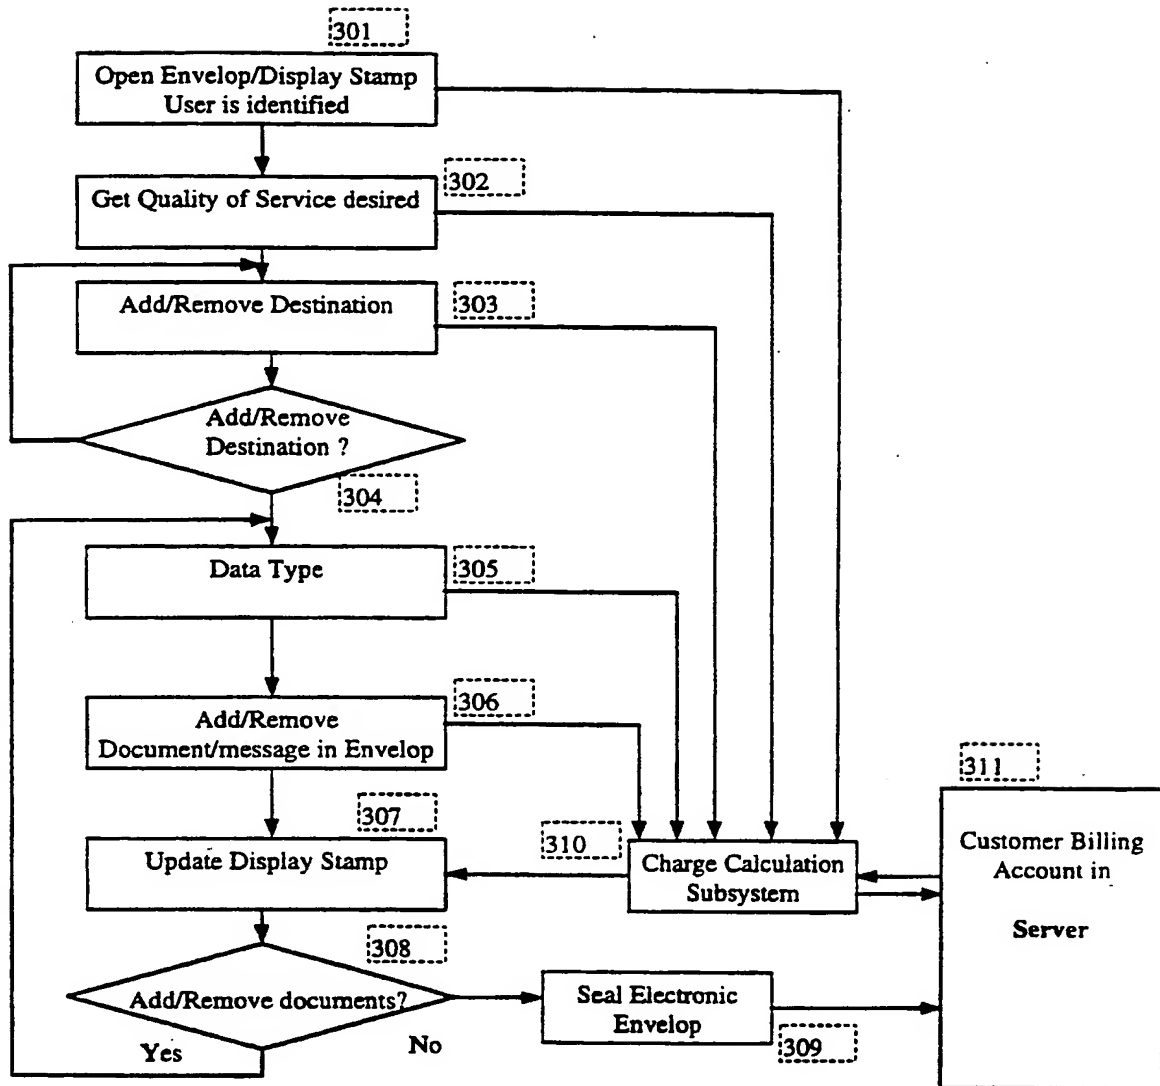 301
Open Envelop/Display Stamp
User is identified
302
Get Quality of Service desired
303
Add/Remove Destination
Add/Remove
Destination ?
304
Data Type
305
306
Add/Remove
Document/message in Envelop
307
Update Display Stamp
310
Charge Calculation
Subsystem
311
Customer Billing
Account in
Server
308
Add/Remove documents?
Yes
No
Seal Electronic
Envelop
309